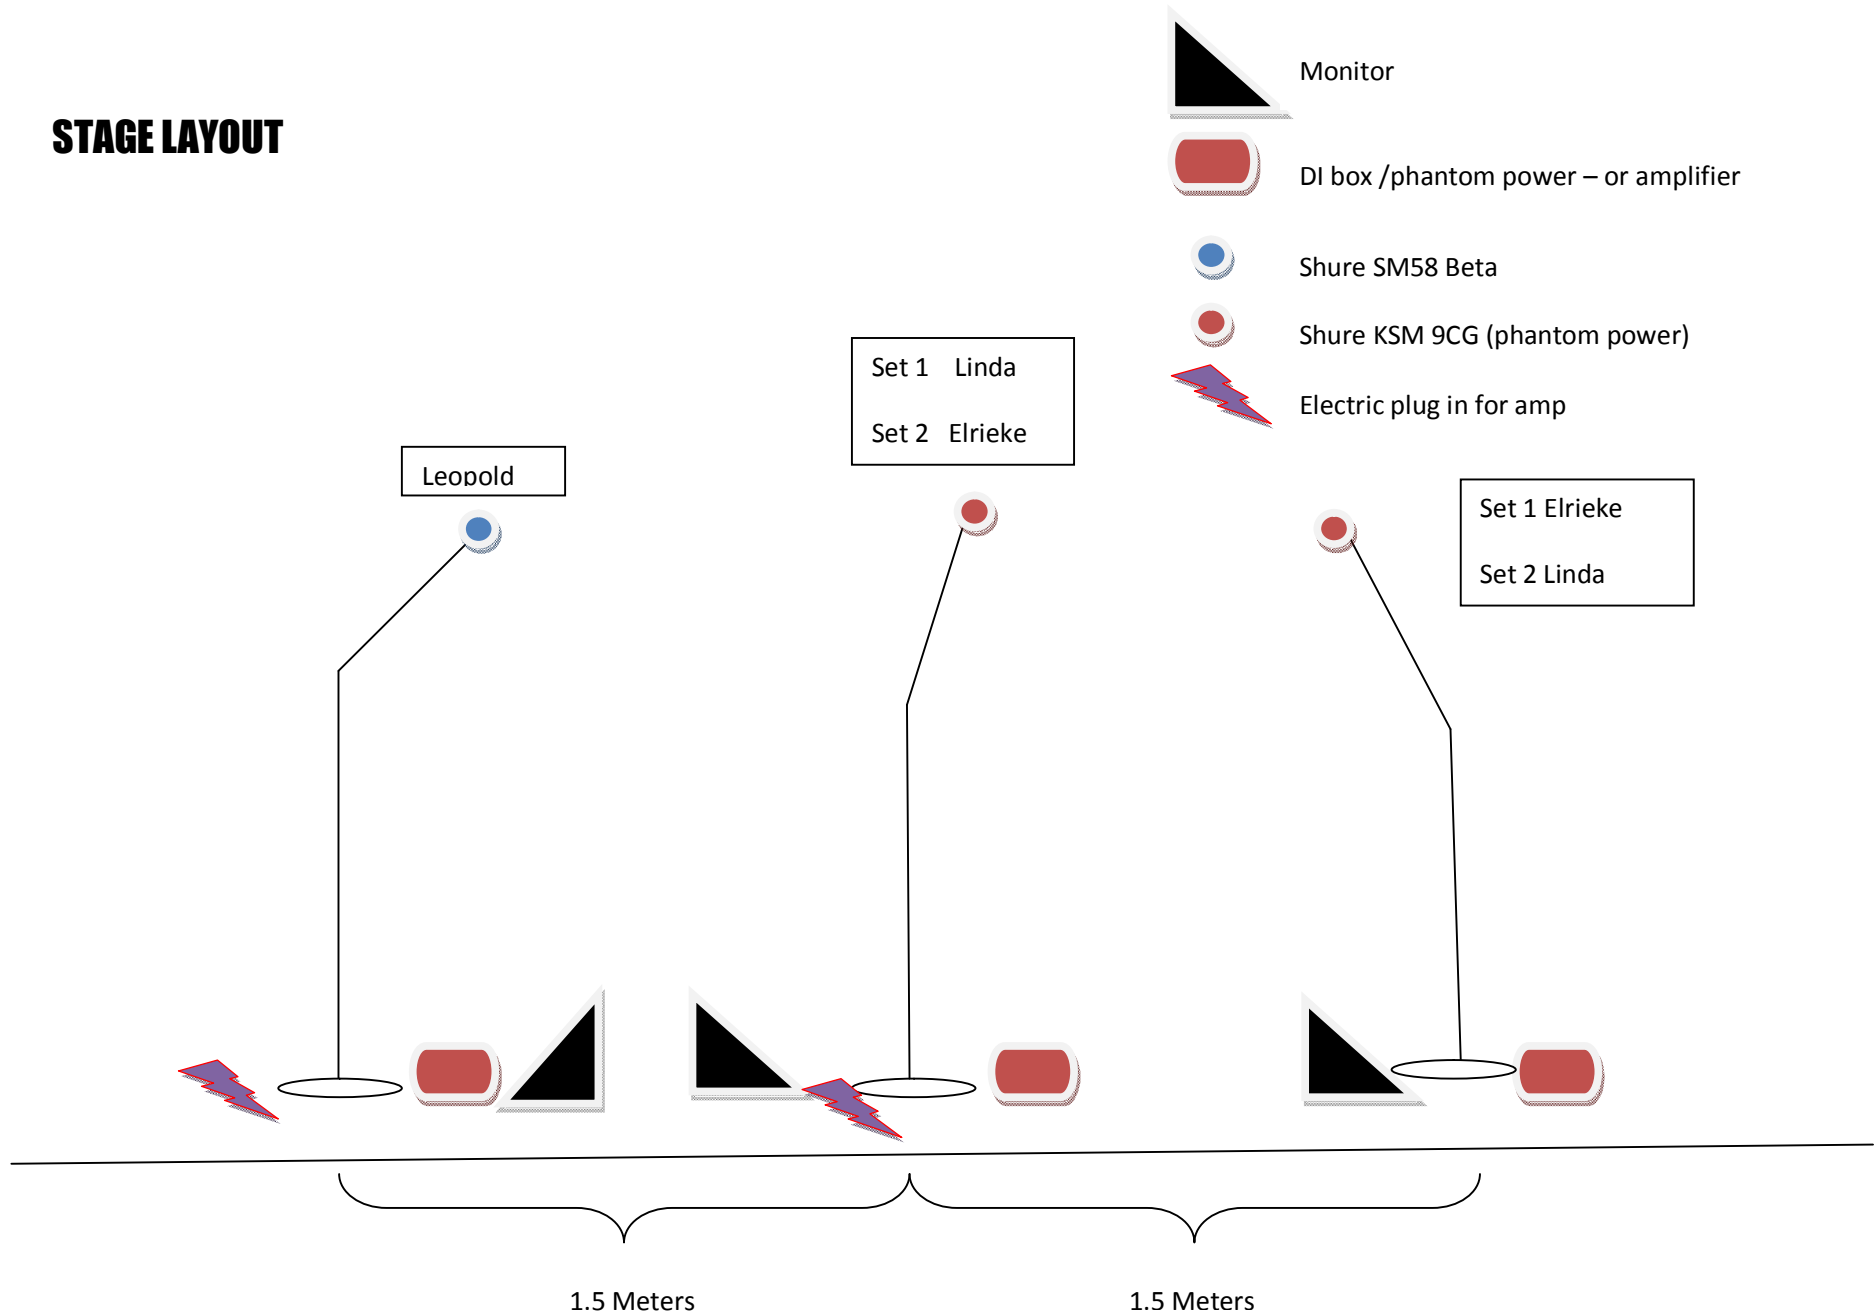 STAGE LAYOUT
Monitor
DI box /phantom power – or amplifier
Shure SM58 Beta
Shure KSM 9CG (phantom power)
Electric plug in for amp
Leopold
Set 1 Linda
Set 2 Elrieke
Set 1 Elrieke
Set 2 Linda
1.5 Meters
1.5 Meters